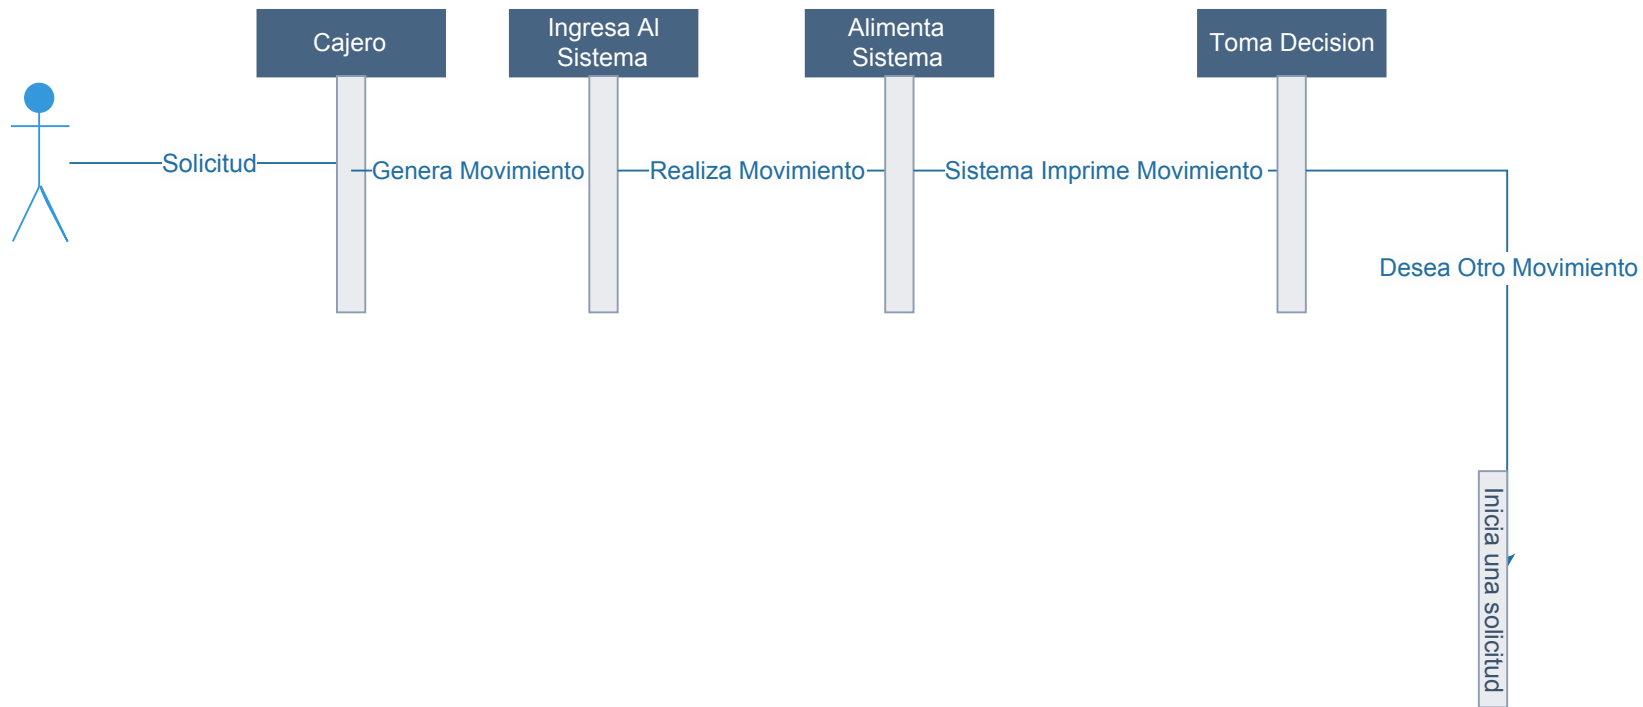 Cajero
Ingresa Al
Sistema
Alimenta
Sistema
Toma Decision
Solicitud
Genera Movimiento
Realiza Movimiento
Sistema Imprime Movimiento
Desea Otro Movimiento
Inicia una solicitud